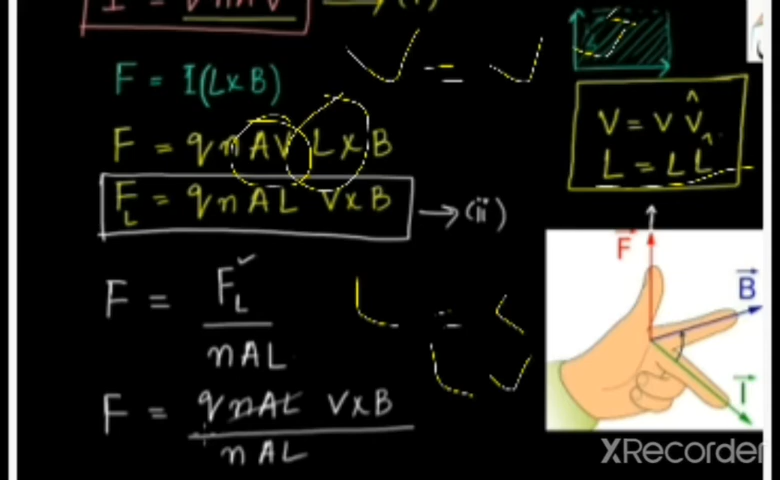 F = I(L×B)
F = qnAV L×B
F_L = qnAL V×B → (ii)
F = F_L / nAL
F = qnAL V×B / nAL
V = V V̂
L = L L̂
F
B
I
XRecorder